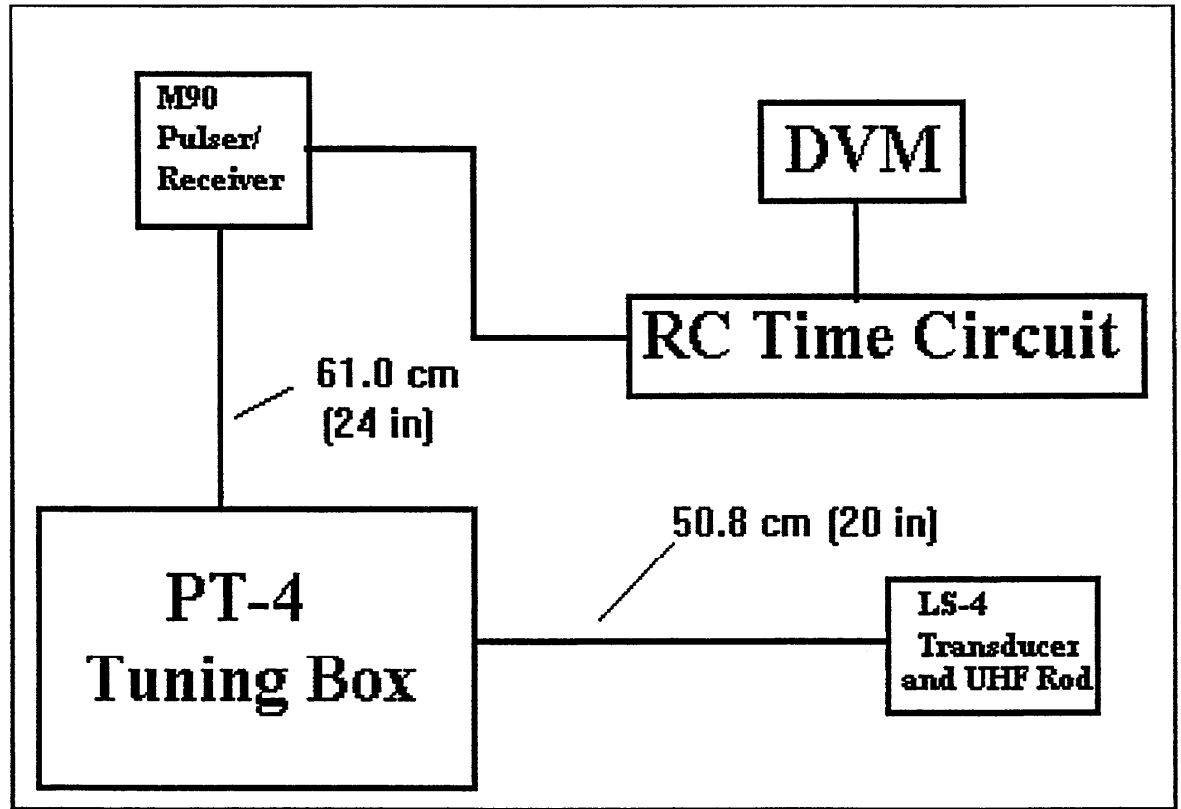 M90
Pulser/
Receiver
DVM
RC Time Circuit
61.0 cm
(24 in)
50.8 cm (20 in)
PT-4
Tuning Box
LS-4
Transducer
and UHF Rod